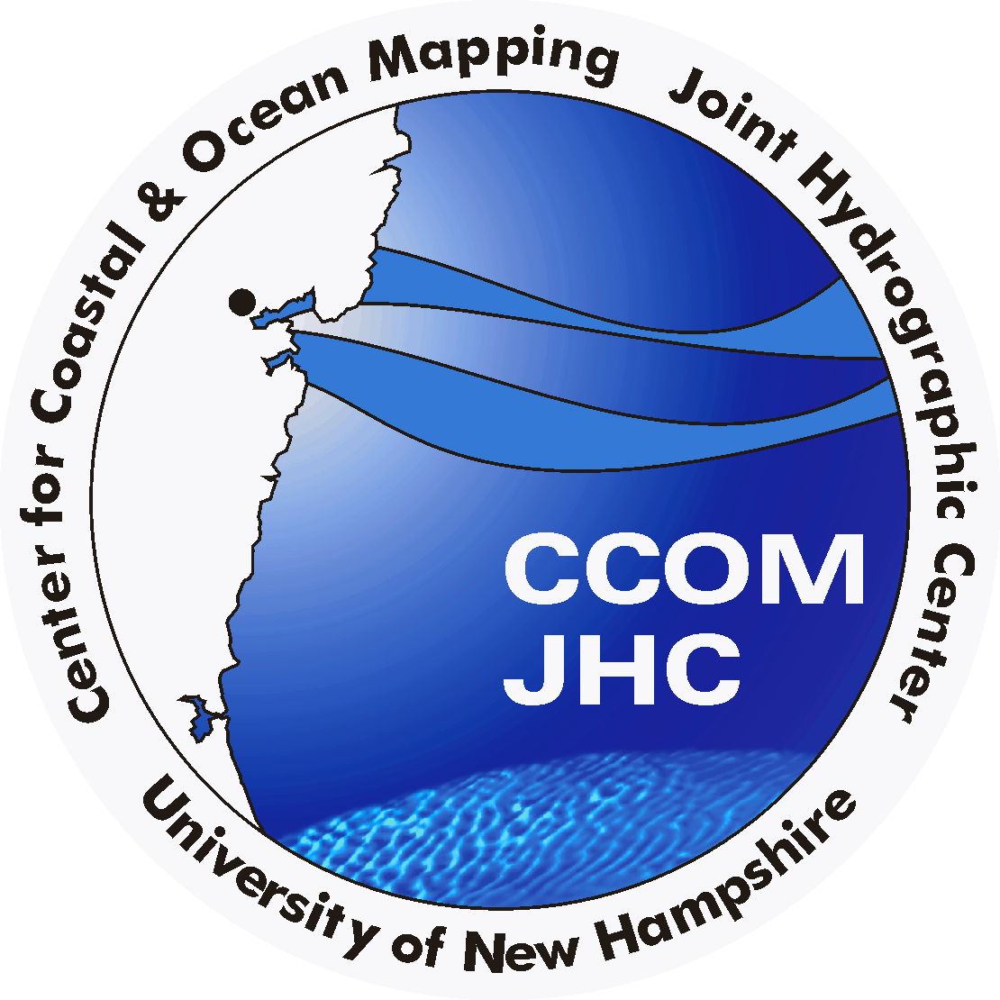 Center for Coastal & Ocean Mapping
Joint Hydrographic Center
CCOM
JHC
University of New Hampshire